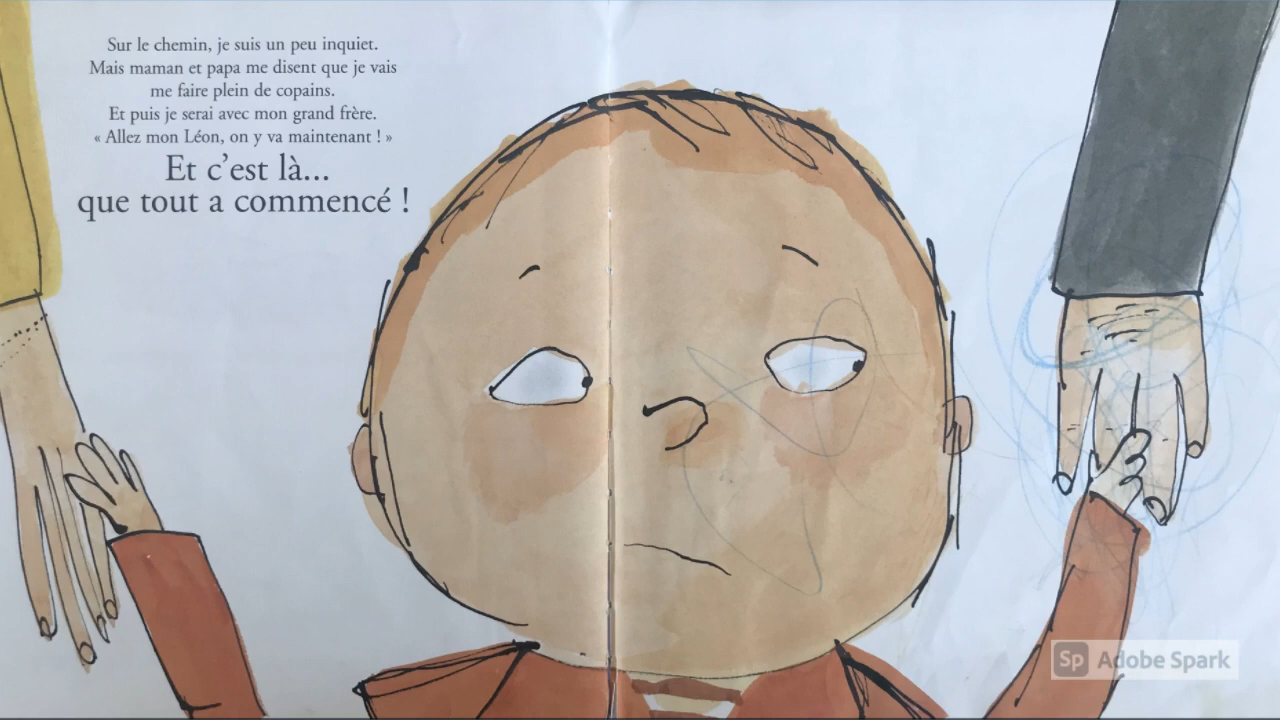 Sur le chemin, je suis un peu inquiet.
Mais maman et papa me disent que je vais
me faire plein de copains.
Et puis je serai avec mon grand frère.
« Allez mon Léon, on y va maintenant ! »
Et c’est là...
que tout a commencé !
Sp Adobe Spark